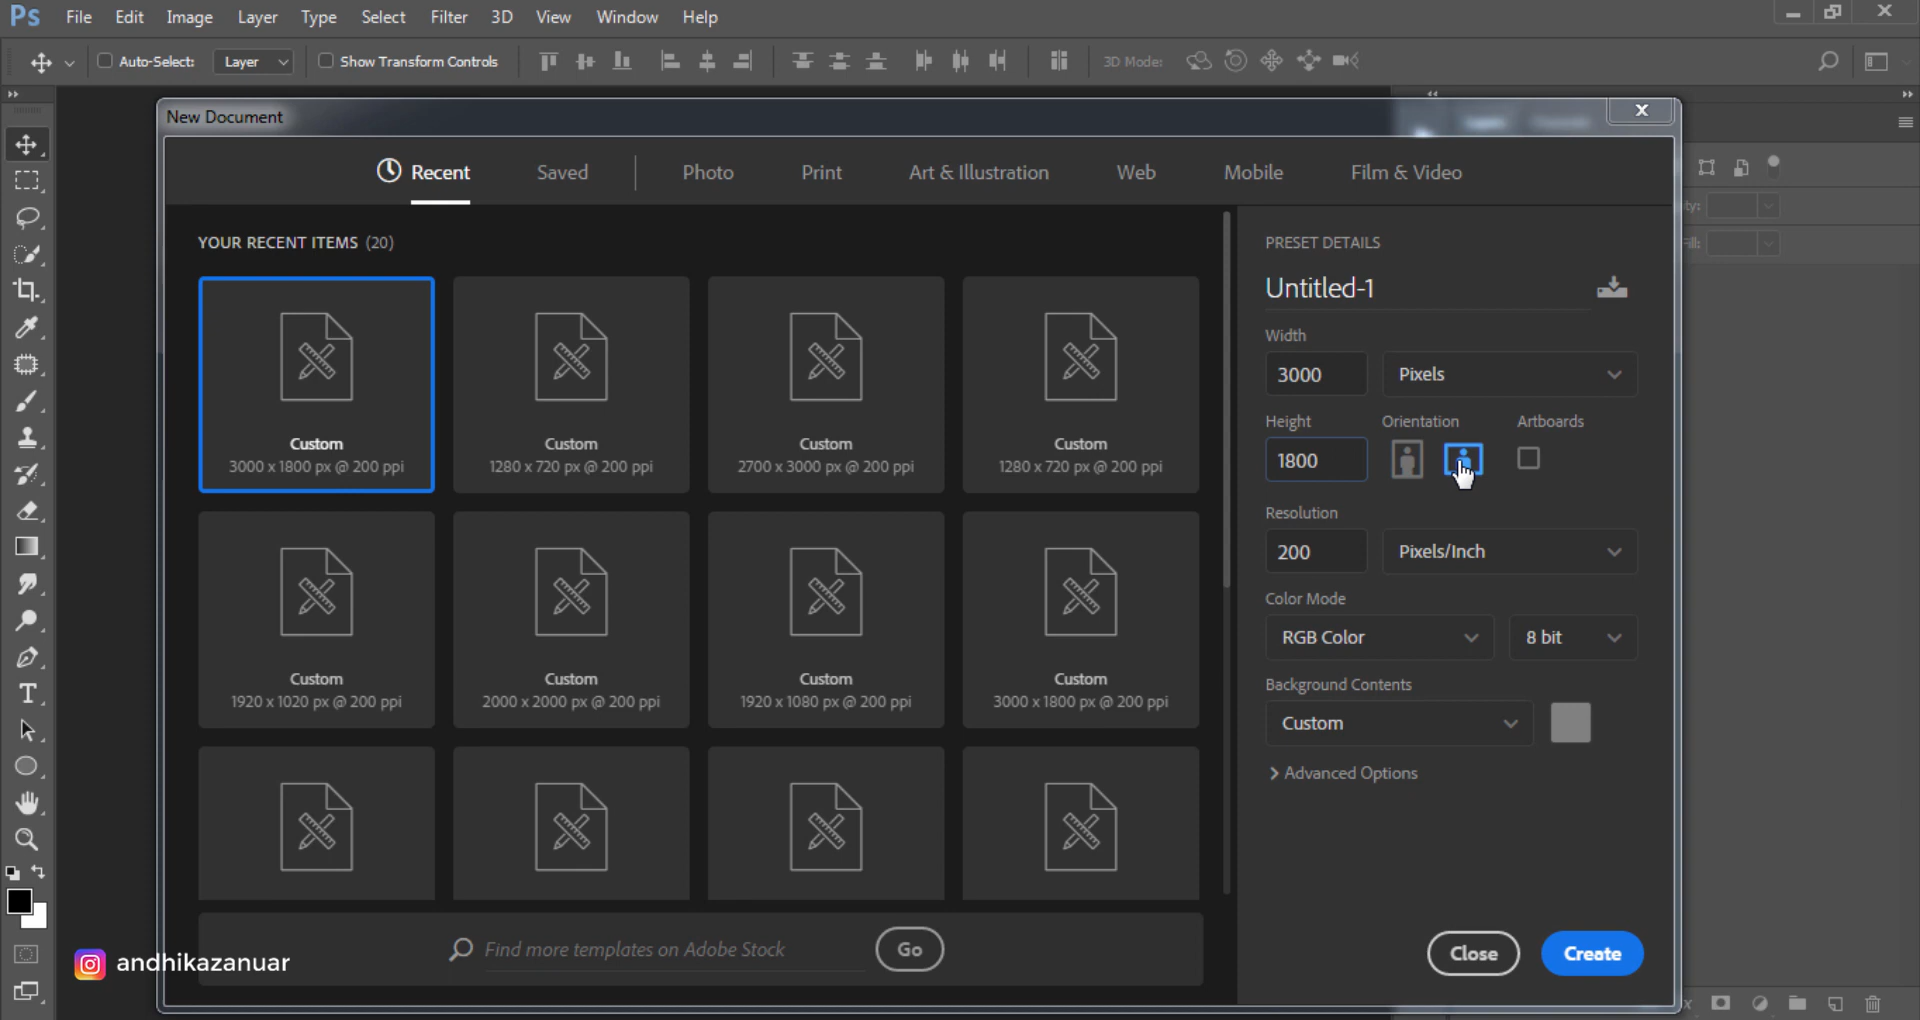 Ps File Edit Image Layer Type Select Filter 3D View Window Help
Auto-Select: Layer Show Transform Controls 3D Mode:
New Document
Recent Saved Photo Print Art & Illustration Web Mobile Film & Video
YOUR RECENT ITEMS (20)
Custom
3000 x 1800 px @ 200 ppi
Custom
1280 x 720 px @ 200 ppi
Custom
2700 x 3000 px @ 200 ppi
Custom
1280 x 720 px @ 200 ppi
Custom
1920 x 1020 px @ 200 ppi
Custom
2000 x 2000 px @ 200 ppi
Custom
1920 x 1080 px @ 200 ppi
Custom
3000 x 1800 px @ 200 ppi
Find more templates on Adobe Stock Go
PRESET DETAILS
Untitled-1
Width
3000 Pixels
Height Orientation Artboards
1800
Resolution
200 Pixels/Inch
Color Mode
RGB Color 8 bit
Background Contents
Custom
Advanced Options
Close Create
andhikazanuar